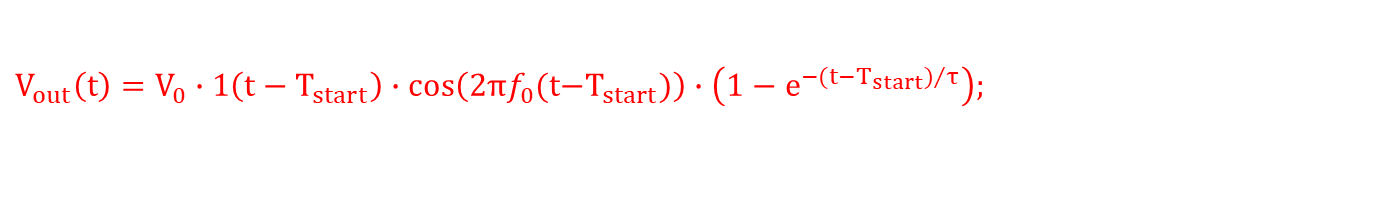 V_out(t) = V_0 · 1(t − T_start) · cos(2πf_0(t−T_start)) · (1 − e^−(t−T_start)/τ);